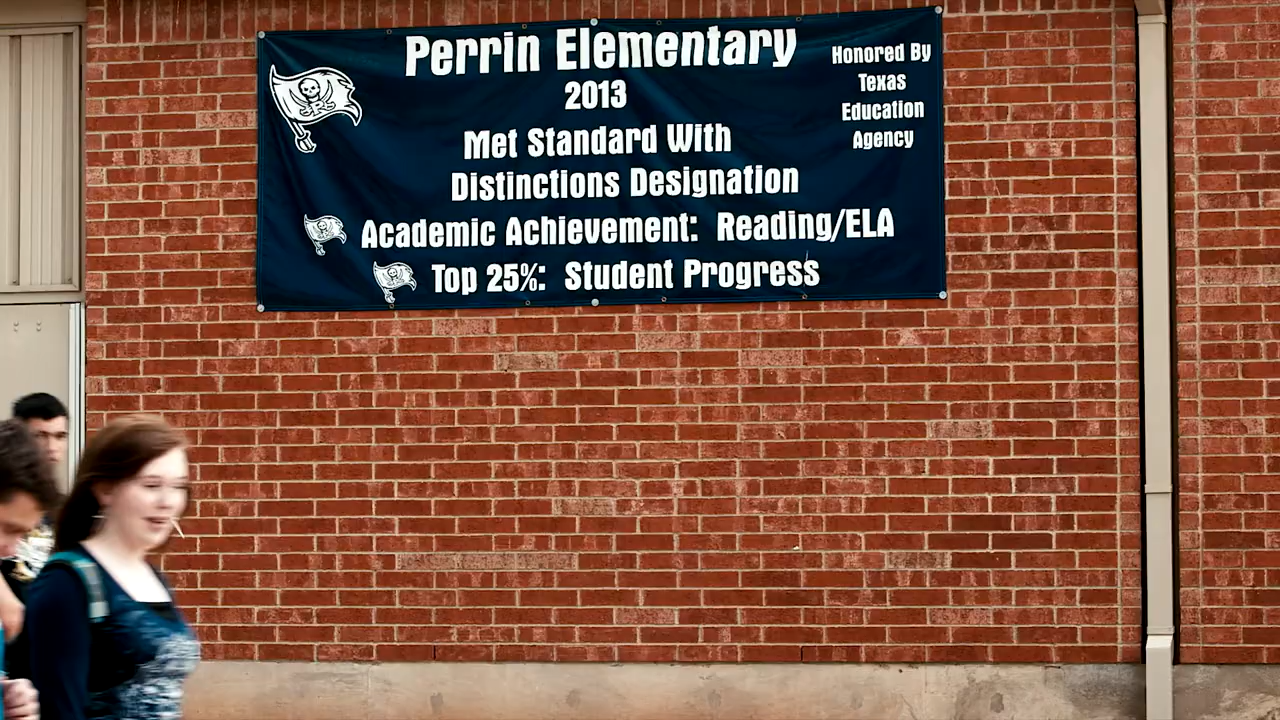 Perrin Elementary
2013
Met Standard With
Distinctions Designation
Academic Achievement: Reading/ELA
Top 25%: Student Progress
Honored By
Texas
Education
Agency